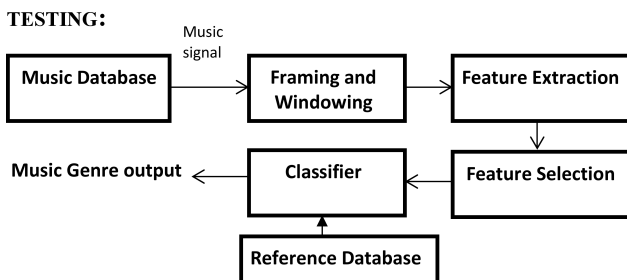 TESTING:
Music
signal
Music Database
Framing and
Windowing
Feature Extraction
Music Genre output
Classifier
Feature Selection
Reference Database